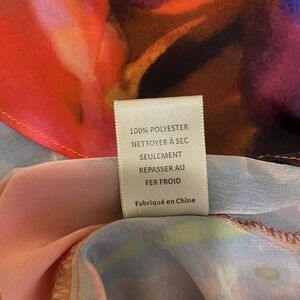 100% POLYESTER
NETTOYER À SEC
SEULEMENT
REPASSER AU
FER FROID
Fabriqué en Chine